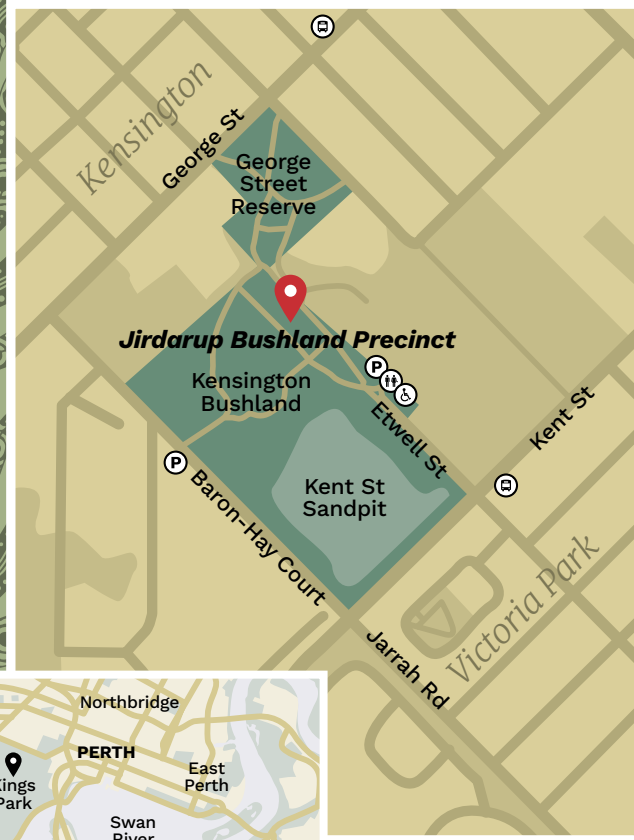 Kensington
George St
George
Street
Reserve
Jirdarup Bushland Precinct
Kensington
Bushland
P
Etwell St
Kent St
P
Kent St
Sandpit
Baron-Hay Court
Victoria Park
Jarrah Rd
Northbridge
PERTH
East
Perth
Park
Swan
River